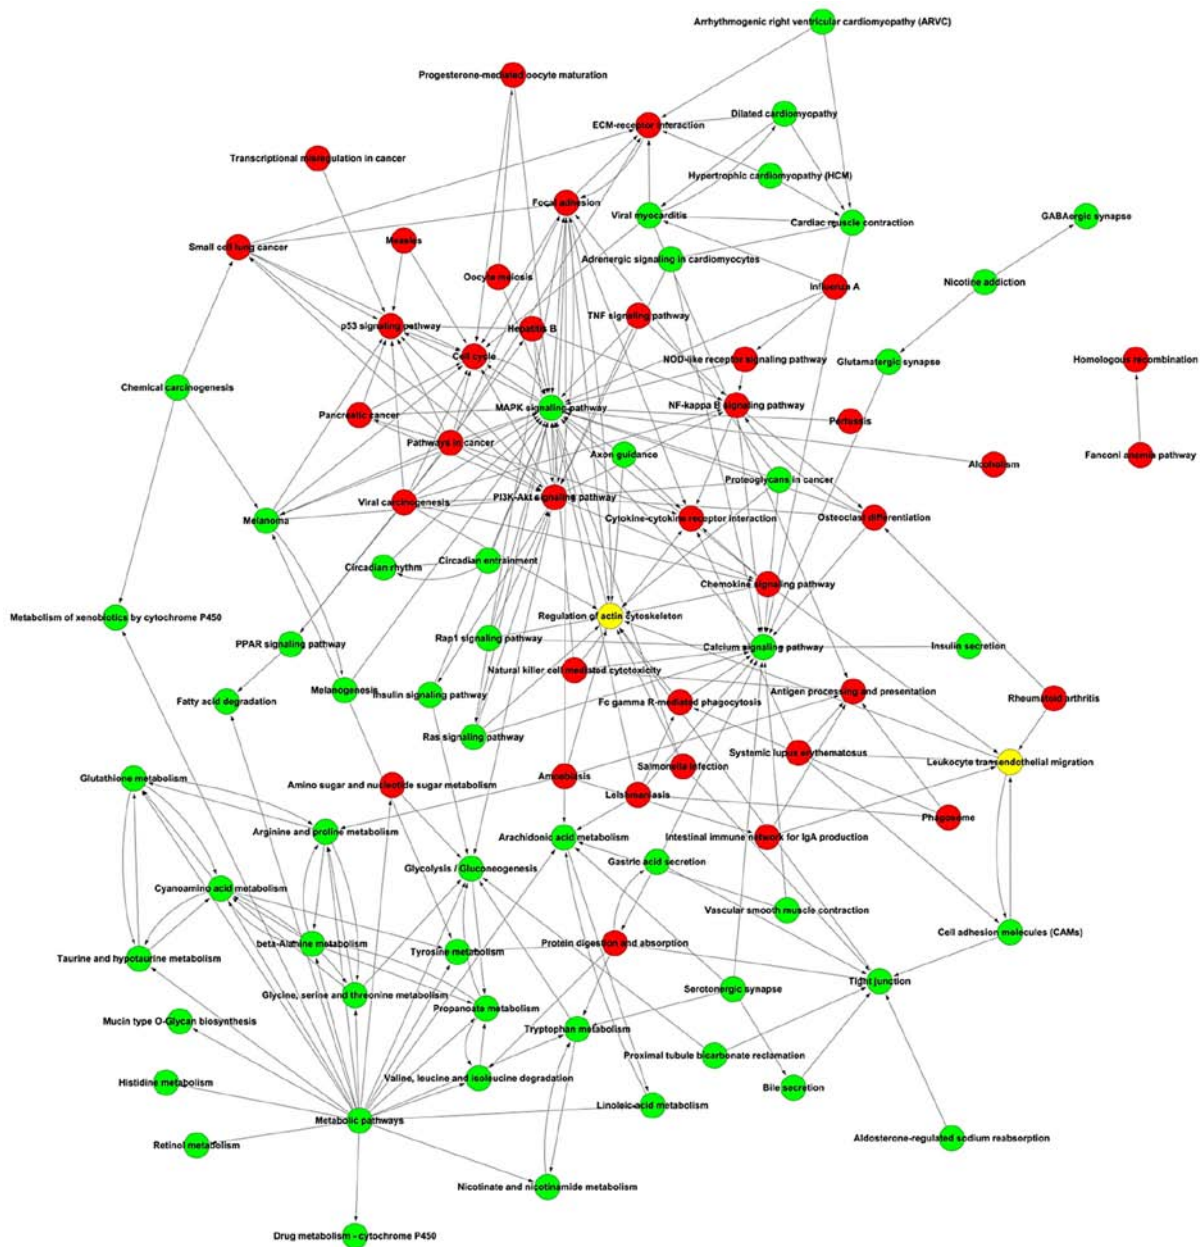 Arrhythmogenic right ventricular cardiomyopathy (ARVC)
Progesterone-mediated oocyte maturation
Dilated cardiomyopathy
ECM-receptor interaction
Transcriptional misregulation in cancer
Hypertrophic cardiomyopathy (HCM)
Focal adhesion
Viral myocarditis
Cardiac muscle contraction
GABAergic synapse
Measles
Small cell lung cancer
Adrenergic signaling in cardiomyocytes
Oocyte meiosis
Influenza A
Nicotine addiction
TNF signaling pathway
p53 signaling pathway
Hepatitis B
Cell cycle
NOD-like receptor signaling pathway
Glutamatergic synapse
Homologous recombination
Chemical carcinogenesis
MAPK signaling pathway
NF-kappa B signaling pathway
Pancreatic cancer
Pertussis
Pathways in cancer
Axon guidance
Fanconi anemia pathway
Alcoholism
Proteoglycans in cancer
Viral carcinogenesis
PI3K-Akt signaling pathway
Melanoma
Cytokine-cytokine receptor interaction
Osteoclast differentiation
Circadian rhythm
Circadian entrainment
Chemokine signaling pathway
Metabolism of xenobiotics by cytochrome P450
Regulation of actin cytoskeleton
PPAR signaling pathway
Rap1 signaling pathway
Calcium signaling pathway
Insulin secretion
Natural killer cell mediated cytotoxicity
Fatty acid degradation
Melanogenesis
Insulin signaling pathway
Antigen processing and presentation
Fc gamma R-mediated phagocytosis
Rheumatoid arthritis
Ras signaling pathway
Systemic lupus erythematosus
Leukocyte transendothelial migration
Glutathione metabolism
Amino sugar and nucleotide sugar metabolism
Amoebiasis
Salmonella infection
Leishmaniasis
Phagosome
Arginine and proline metabolism
Arachidonic acid metabolism
Intestinal immune network for IgA production
Glycolysis / Gluconeogenesis
Gastric acid secretion
Cyanoamino acid metabolism
Vascular smooth muscle contraction
Cell adhesion molecules (CAMs)
beta-Alanine metabolism
Tyrosine metabolism
Protein digestion and absorption
Taurine and hypotaurine metabolism
Tight junction
Glycine, serine and threonine metabolism
Serotonergic synapse
Propanoate metabolism
Mucin type O-Glycan biosynthesis
Tryptophan metabolism
Proximal tubule bicarbonate reclamation
Histidine metabolism
Valine, leucine and isoleucine degradation
Bile secretion
Linoleic acid metabolism
Metabolic pathways
Retinol metabolism
Aldosterone-regulated sodium reabsorption
Nicotinate and nicotinamide metabolism
Drug metabolism - cytochrome P450